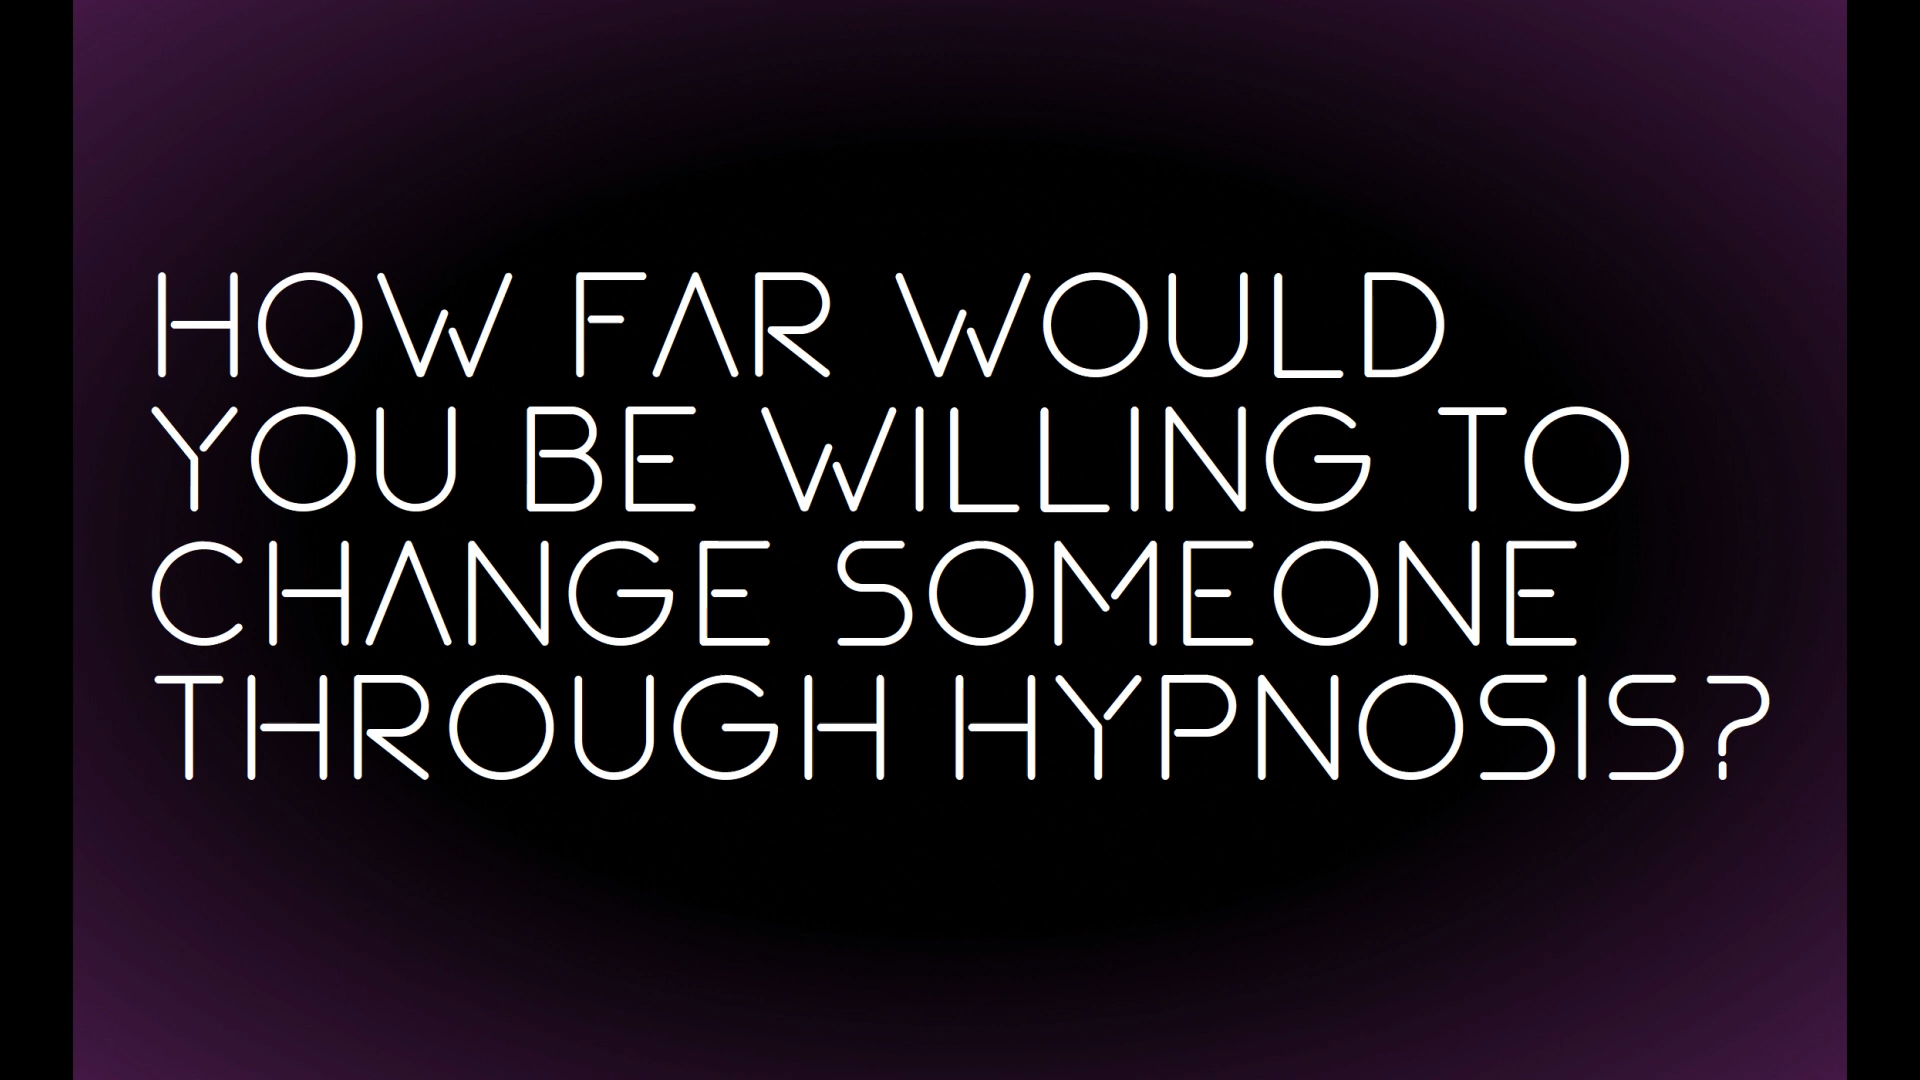 HOW FAR WOULD
YOU BE WILLING TO
CHANGE SOMEONE
THROUGH HYPNOSIS?